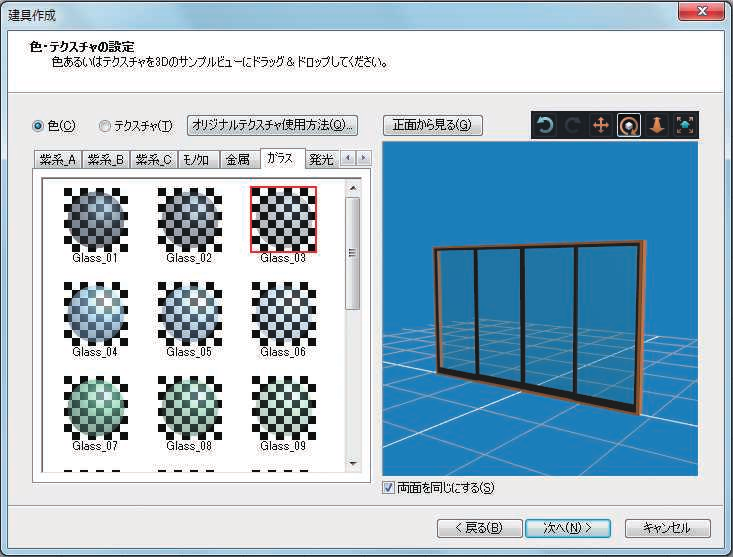 建具作成
色・テクスチャの設定
色あるいはテクスチャを3Dのサンプルビューにドラッグ&ドロップしてください。
色(C) テクスチャ(T) オリジナルテクスチャ使用方法(O)... 正面から見る(G)
紫系_A 紫系_B 紫系_C ﾓﾉｸﾛ 金属 ｶﾞﾗｽ 発光
Glass_01 Glass_02 Glass_03
Glass_04 Glass_05 Glass_06
Glass_07 Glass_08 Glass_09
両面を同じにする(S)
< 戻る(B) 次へ(N) > キャンセル